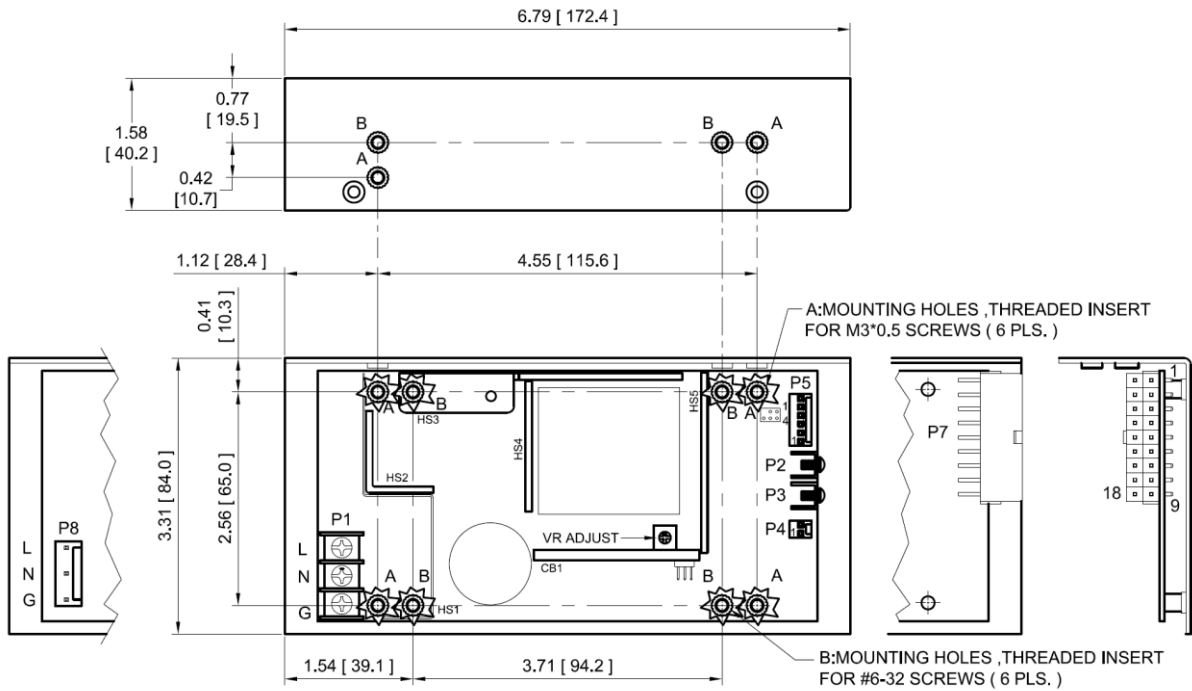 6.79 [ 172.4 ]
0.77
[ 19.5 ]
1.58
[ 40.2 ]
0.42
[10.7]
B
A
B
A
1.12 [ 28.4 ]
4.55 [ 115.6 ]
0.41
[ 10.3 ]
A:MOUNTING HOLES ,THREADED INSERT
FOR M3*0.5 SCREWS ( 6 PLS. )
3.31 [ 84.0 ]
2.56 [ 65.0 ]
A
B
HS3
HS2
HS4
HS5
B
A
P5
1
4
1
P2
P3
P4
1
VR ADJUST
CB1
P1
L
N
G
A
B
HS1
B
A
P8
L
N
G
P7
1
18
9
1.54 [ 39.1 ]
3.71 [ 94.2 ]
B:MOUNTING HOLES ,THREADED INSERT
FOR #6-32 SCREWS ( 6 PLS. )